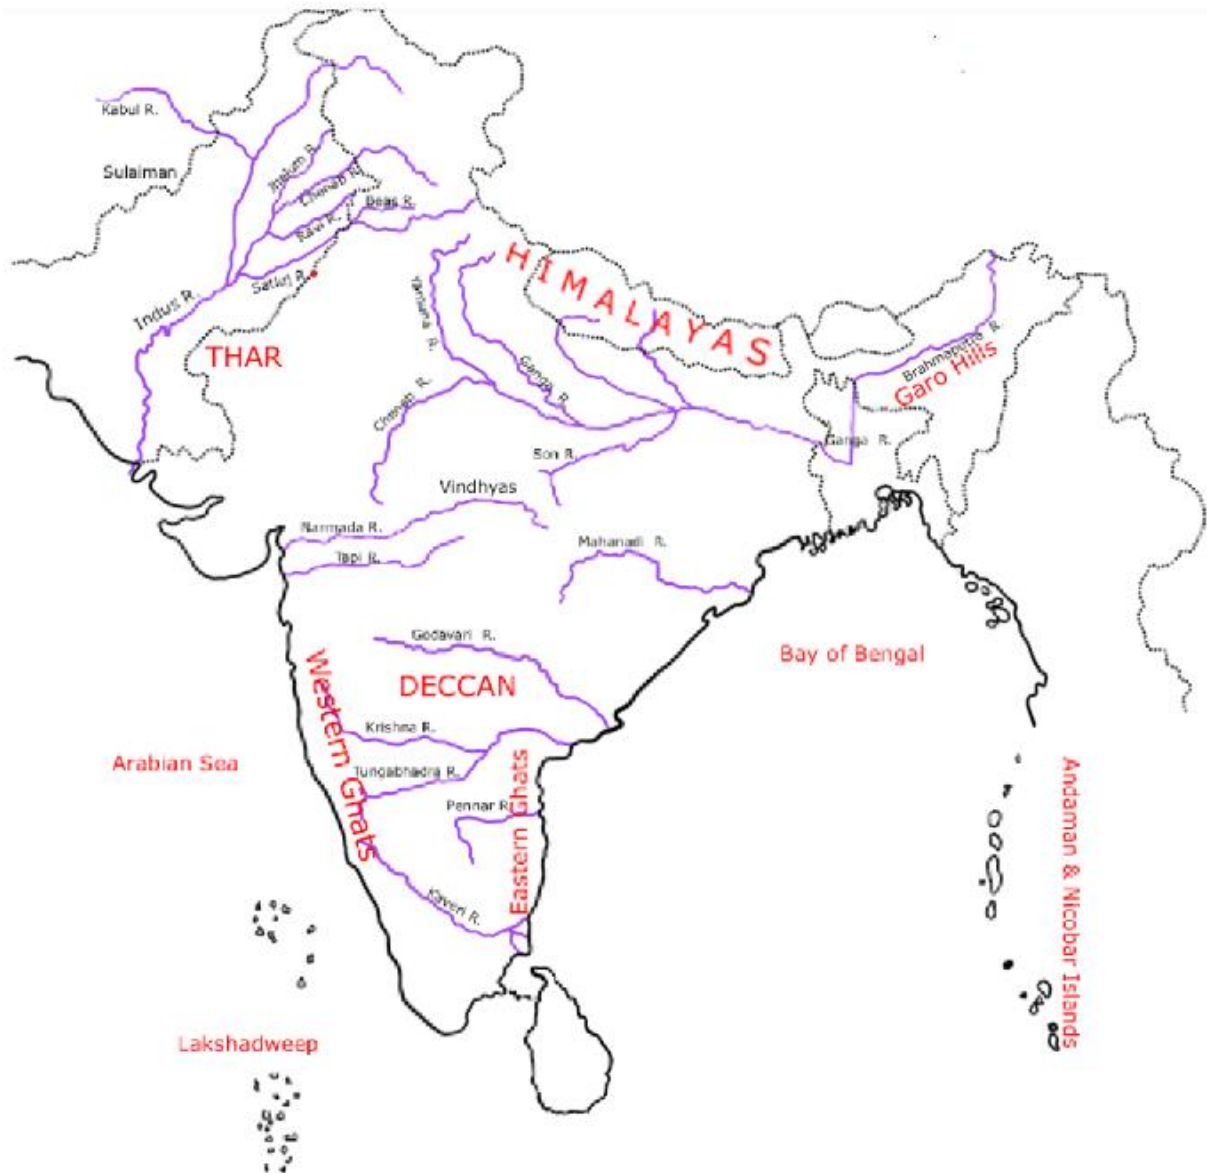 Kabul R.
Sulaiman
Jhelum R.
Chenab R.
Beas R.
Ravi R.
Satluj R.
Indus R.
THAR
HIMALAYAS
Yamuna R.
Ganga R.
Brahmaputra R.
Garo Hills
Ganga R.
Son R.
Vindhyas
Narmada R.
Tapi R.
Mahanadi R.
Godavari R.
Bay of Bengal
Western Ghats
DECCAN
Krishna R.
Arabian Sea
Tungabhadra R.
Eastern Ghats
Pennar R.
Andaman & Nicobar Islands
Kaveri R.
Lakshadweep